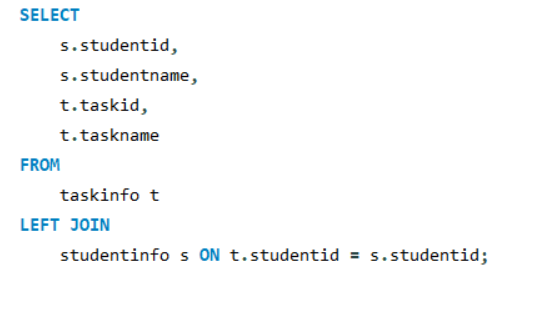 SELECT
    s.studentid,
    s.studentname,
    t.taskid,
    t.taskname
FROM
    taskinfo t
LEFT JOIN
    studentinfo s ON t.studentid = s.studentid;